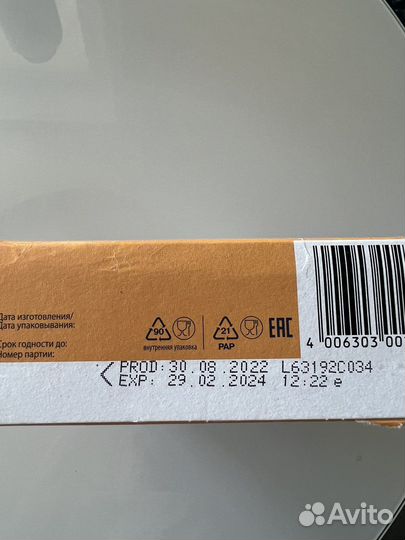 Дата изготовления/
Дата упаковывания:
Срок годности до:
Номер партии:
90
внутренняя упаковка
21
PAP
EAC
4 006303 00
PROD: 30.08.2022 L63192C034
EXP: 29.02.2024 12:22 e
Avito